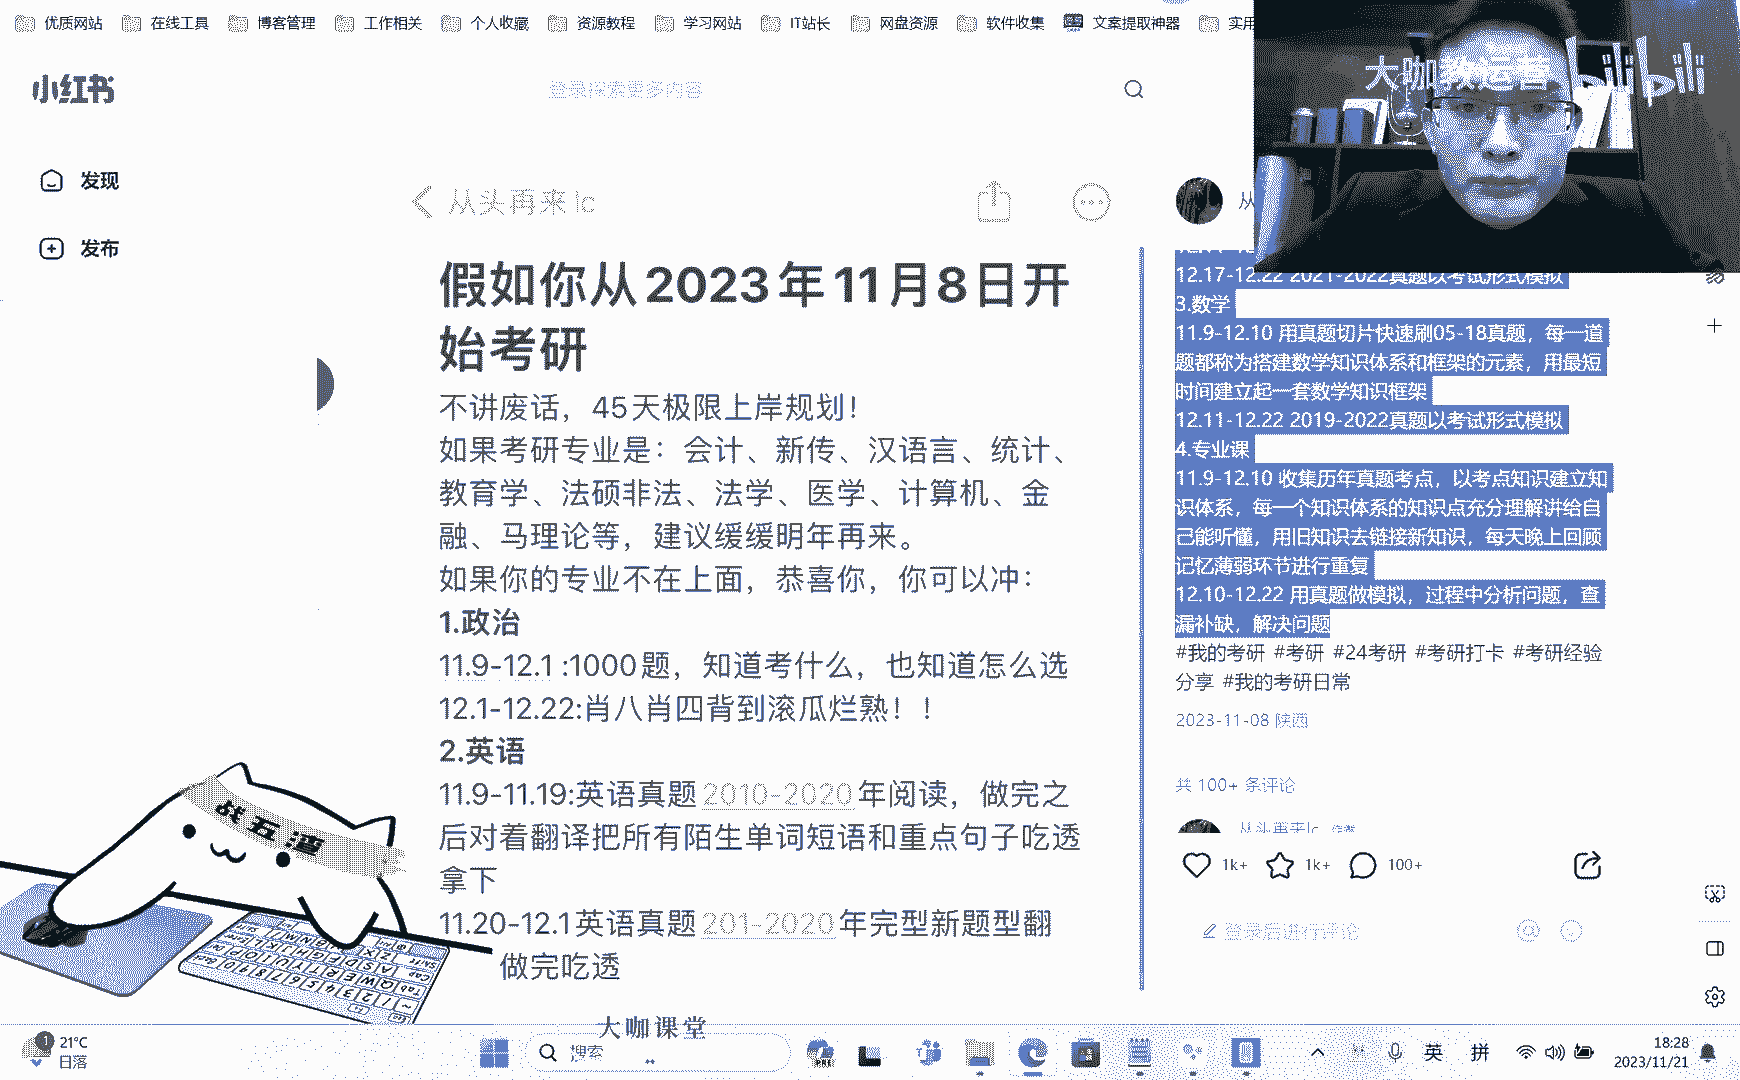 优质网站 在线工具 博客管理 工作相关 个人收藏 资源教程 学习网站 IT站长 网盘资源 软件收集 文案提取神器 实用
大咖教运营 bilibili
小红书
登录探索更多内容
发现
发布
从头再来lc
假如你从2023年11月8日开
始考研
不讲废话，45天极限上岸规划！
如果考研专业是：会计、新传、汉语言、统计、
教育学、法硕非法、法学、医学、计算机、金
融、马理论等，建议缓缓明年再来。
如果你的专业不在上面，恭喜你，你可以冲：
1.政治
11.9-12.1 :1000题，知道考什么，也知道怎么选
12.1-12.22:肖八肖四背到滚瓜烂熟！！
2.英语
11.9-11.19:英语真题2010-2020年阅读，做完之
后对着翻译把所有陌生单词短语和重点句子吃透
拿下
11.20-12.1英语真题201-2020年完型新题型翻
做完吃透
从
12.17-12.22 2021-2022真题以考试形式模拟
3.数学
11.9-12.10 用真题切片快速刷05-18真题，每一道
题都称为搭建数学知识体系和框架的元素，用最短
时间建立起一套数学知识框架
12.11-12.22 2019-2022真题以考试形式模拟
4.专业课
11.9-12.10 收集历年真题考点，以考点知识建立知
识体系，每一个知识体系的知识点充分理解讲给自
己能听懂，用旧知识去链接新知识，每天晚上回顾
记忆薄弱环节进行重复
12.10-12.22 用真题做模拟，过程中分析问题，查
漏补缺，解决问题
#我的考研 #考研 #24考研 #考研打卡 #考研经验
分享 #我的考研日常
2023-11-08 陕西
共 100+ 条评论
从头再来lc 作者
1k+ 1k+ 100+
登录后进行评论
大咖课堂
1 21°C
日落
搜索
英 拼
18:28
2023/11/21